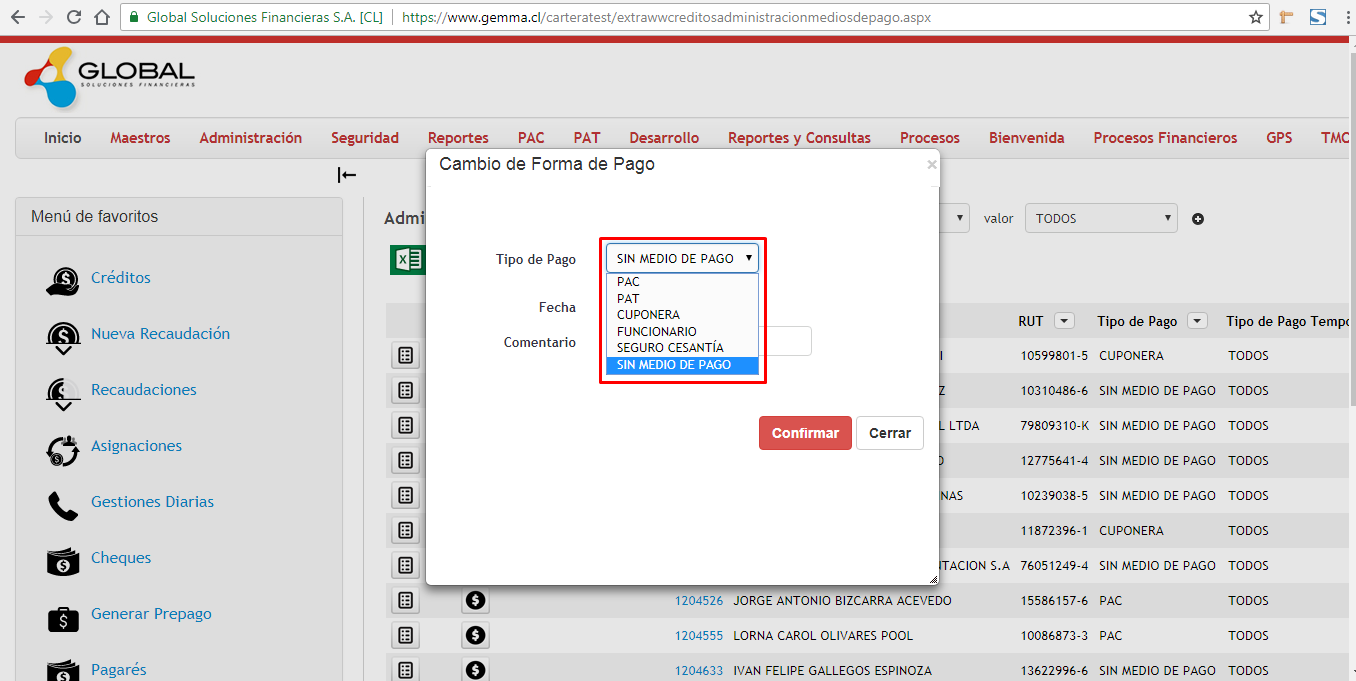 Global Soluciones Financieras S.A. [CL] https://www.gemma.cl/carteratest/extrawwcreditosadministracionmediosdepago.aspx
GLOBAL
SOLUCIONES FINANCIERAS
Inicio Maestros Administración Seguridad Reportes PAC PAT Desarrollo Reportes y Consultas Procesos Bienvenida Procesos Financieros GPS TMC
Cambio de Forma de Pago ×
Menú de favoritos
Admi
valor TODOS
Tipo de Pago SIN MEDIO DE PAGO
PAC
PAT
CUPONERA
FUNCIONARIO
SEGURO CESANTÍA
SIN MEDIO DE PAGO
Fecha
Comentario
Confirmar Cerrar
Créditos
Nueva Recaudación
Recaudaciones
Asignaciones
Gestiones Diarias
Cheques
Generar Prepago
Pagarés
RUT Tipo de Pago Tipo de Pago Tempo
I 10599801-5 CUPONERA TODOS
Z 10310486-6 SIN MEDIO DE PAGO TODOS
L LTDA 79809310-K SIN MEDIO DE PAGO TODOS
O 12775641-4 SIN MEDIO DE PAGO TODOS
NAS 10239038-5 SIN MEDIO DE PAGO TODOS
11872396-1 CUPONERA TODOS
NTACION S.A 76051249-4 SIN MEDIO DE PAGO TODOS
1204526 JORGE ANTONIO BIZCARRA ACEVEDO 15586157-6 PAC TODOS
1204555 LORNA CAROL OLIVARES POOL 10086873-3 PAC TODOS
1204633 IVAN FELIPE GALLEGOS ESPINOZA 13622996-6 SIN MEDIO DE PAGO TODOS